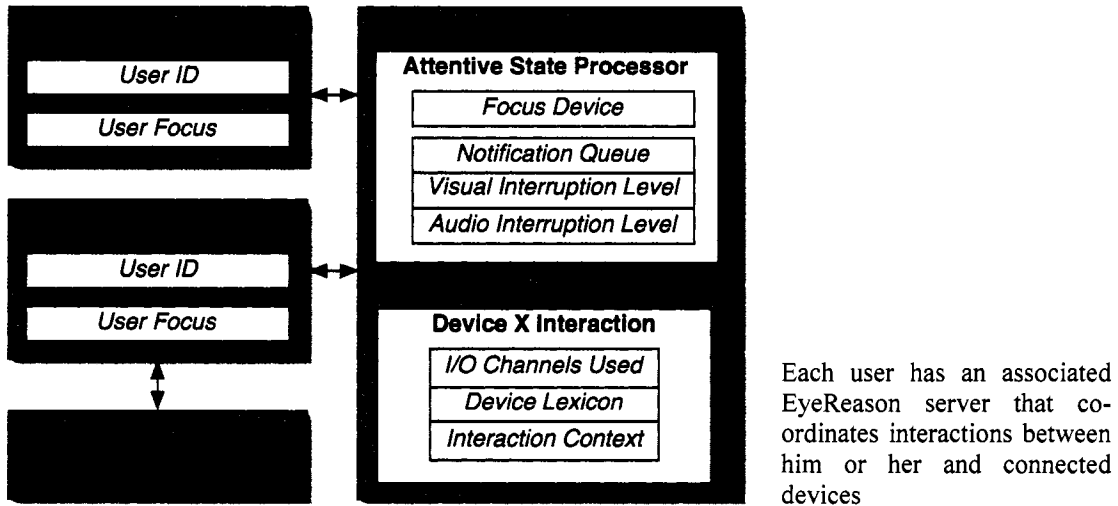 User ID
User Focus
User ID
User Focus
Attentive State Processor
Focus Device
Notification Queue
Visual Interruption Level
Audio Interruption Level
Device X Interaction
I/O Channels Used
Device Lexicon
Interaction Context
Each user has an associated
EyeReason server that co-
ordinates interactions between
him or her and connected
devices